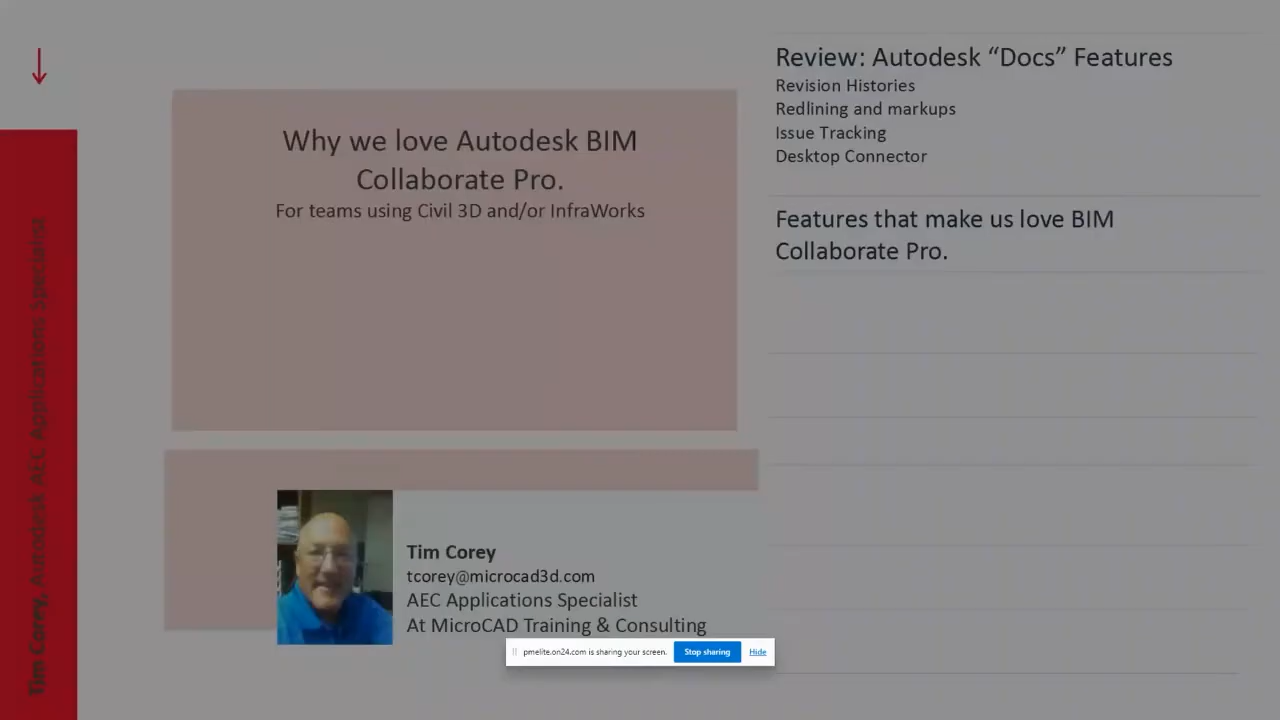 Tim Corey, Autodesk AEC Applications Specialist
Why we love Autodesk BIM
Collaborate Pro.
For teams using Civil 3D and/or InfraWorks
Tim Corey
tcorey@microcad3d.com
AEC Applications Specialist
At MicroCAD Training & Consulting
Review: Autodesk “Docs” Features
Revision Histories
Redlining and markups
Issue Tracking
Desktop Connector
Features that make us love BIM
Collaborate Pro.
pmelite.on24.com is sharing your screen. Stop sharing Hide